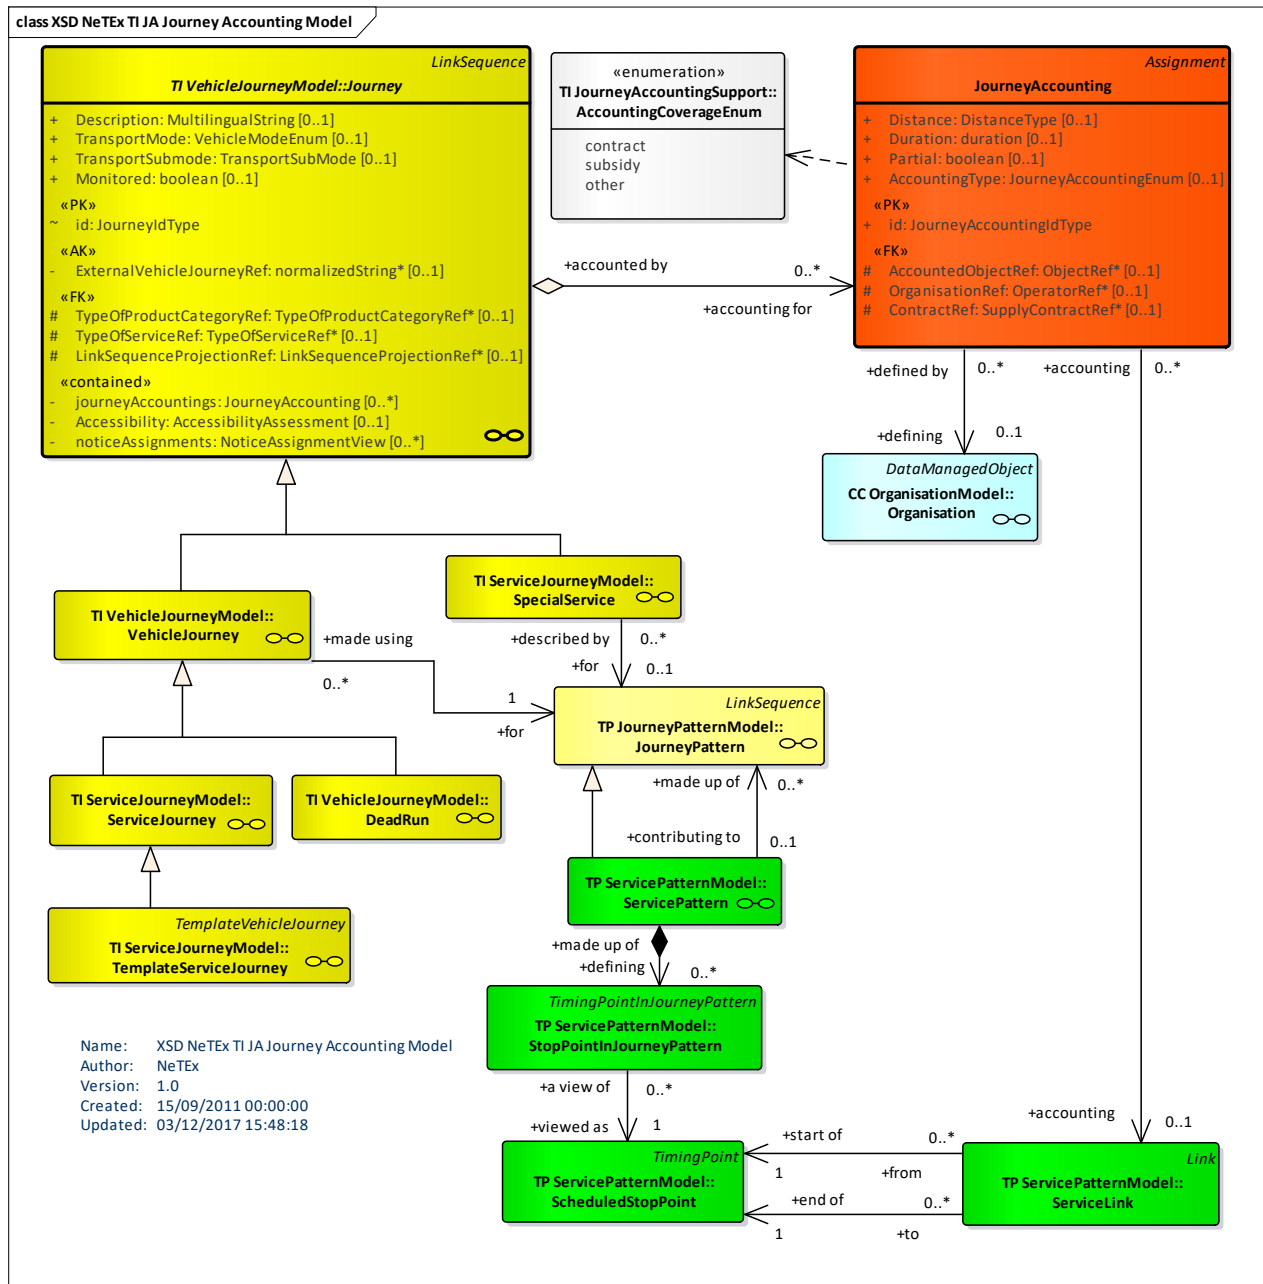 class XSD NeTEx TI JA Journey Accounting Model
LinkSequence
TI VehicleJourneyModel::Journey
+ Description: MultilingualString [0..1]
+ TransportMode: VehicleModeEnum [0..1]
+ TransportSubmode: TransportSubMode [0..1]
+ Monitored: boolean [0..1]
«PK»
~ id: JourneyIdType
«AK»
- ExternalVehicleJourneyRef: normalizedString* [0..1]
«FK»
# TypeOfProductCategoryRef: TypeOfProductCategoryRef* [0..1]
# TypeOfServiceRef: TypeOfServiceRef* [0..1]
# LinkSequenceProjectionRef: LinkSequenceProjectionRef* [0..1]
«contained»
- journeyAccountings: JourneyAccounting [0..*]
- Accessibility: AccessibilityAssessment [0..1]
- noticeAssignments: NoticeAssignmentView [0..*]
«enumeration»
TI JourneyAccountingSupport::
AccountingCoverageEnum
contract
subsidy
other
Assignment
JourneyAccounting
+ Distance: DistanceType [0..1]
+ Duration: duration [0..1]
+ Partial: boolean [0..1]
+ AccountingType: JourneyAccountingEnum [0..1]
«PK»
+ id: JourneyAccountingIdType
«FK»
# AccountedObjectRef: ObjectRef* [0..1]
# OrganisationRef: OperatorRef* [0..1]
# ContractRef: SupplyContractRef* [0..1]
+accounted by
0..*
+accounting for
+defined by
0..*
+accounting
0..*
+defining
0..1
DataManagedObject
CC OrganisationModel::
Organisation
TI ServiceJourneyModel::
SpecialService
TI VehicleJourneyModel::
VehicleJourney
+made using
0..*
+described by
0..*
+for
0..1
1
+for
LinkSequence
TP JourneyPatternModel::
JourneyPattern
TI ServiceJourneyModel::
ServiceJourney
TI VehicleJourneyModel::
DeadRun
+made up of
0..*
+contributing to
0..1
TP ServicePatternModel::
ServicePattern
TemplateVehicleJourney
TI ServiceJourneyModel::
TemplateServiceJourney
+made up of
+defining
0..*
TimingPointInJourneyPattern
TP ServicePatternModel::
StopPointInJourneyPattern
Name: XSD NeTEx TI JA Journey Accounting Model
Author: NeTEx
Version: 1.0
Created: 15/09/2011 00:00:00
Updated: 03/12/2017 15:48:18
+a view of
0..*
+viewed as
1
+accounting
0..1
TimingPoint
TP ServicePatternModel::
ScheduledStopPoint
+start of
0..*
1
+from
+end of
0..*
1
+to
Link
TP ServicePatternModel::
ServiceLink